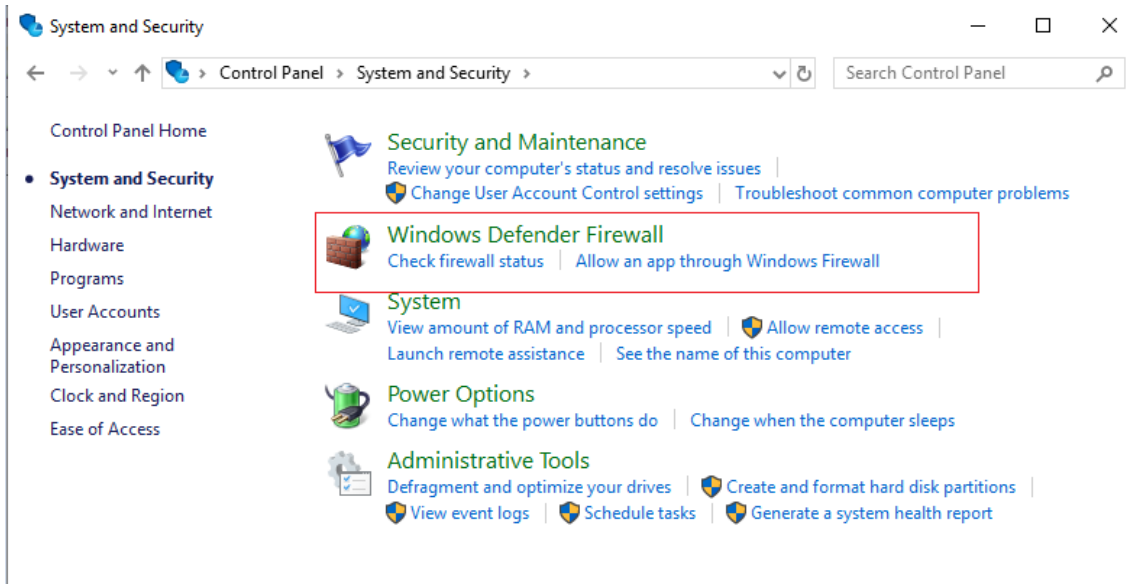 System and Security
Control Panel > System and Security >
Search Control Panel
Control Panel Home
System and Security
Network and Internet
Hardware
Programs
User Accounts
Appearance and
Personalization
Clock and Region
Ease of Access
Security and Maintenance
Review your computer's status and resolve issues
Change User Account Control settings
Troubleshoot common computer problems
Windows Defender Firewall
Check firewall status
Allow an app through Windows Firewall
System
View amount of RAM and processor speed
Allow remote access
Launch remote assistance
See the name of this computer
Power Options
Change what the power buttons do
Change when the computer sleeps
Administrative Tools
Defragment and optimize your drives
Create and format hard disk partitions
View event logs
Schedule tasks
Generate a system health report